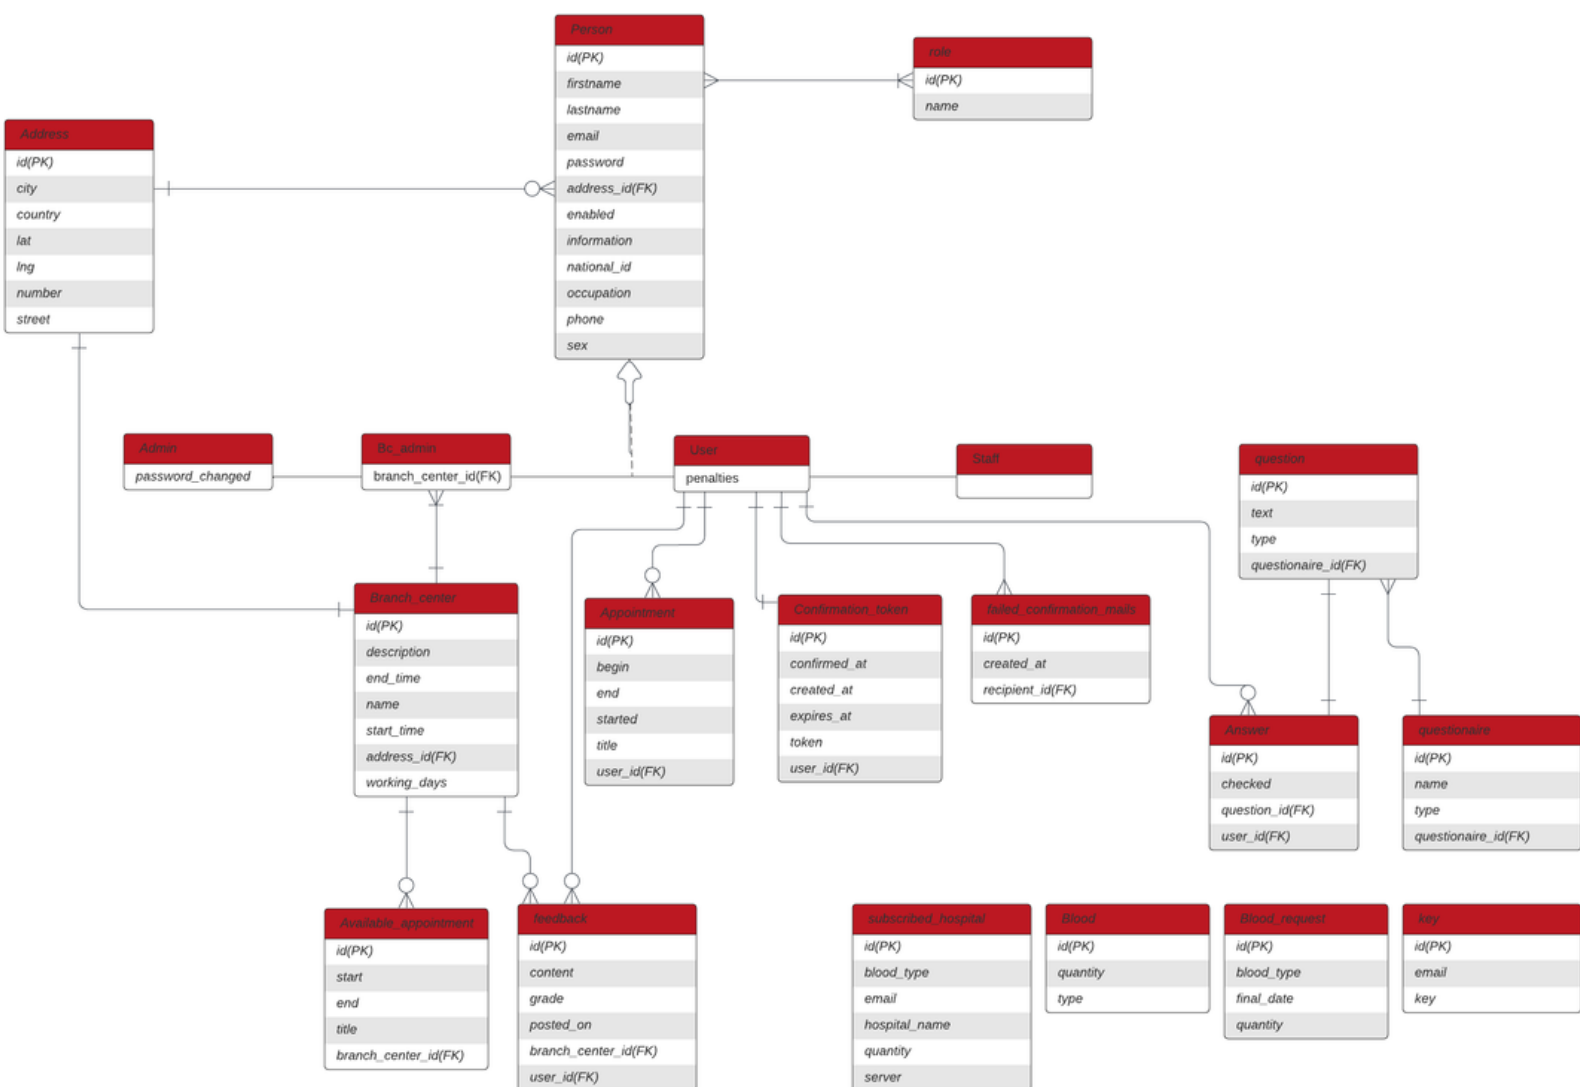 Person
id(PK)
firstname
lastname
email
password
address_id(FK)
enabled
information
national_id
occupation
phone
sex
role
id(PK)
name
Address
id(PK)
city
country
lat
lng
number
street
Admin
password_changed
Bc_admin
branch_center_id(FK)
User
penalties
Staff
question
id(PK)
text
type
questionaire_id(FK)
Branch_center
id(PK)
description
end_time
name
start_time
address_id(FK)
working_days
Appointment
id(PK)
begin
end
started
title
user_id(FK)
Confirmation_token
id(PK)
confirmed_at
created_at
expires_at
token
user_id(FK)
failed_confirmation_mails
id(PK)
created_at
recipient_id(FK)
Answer
id(PK)
checked
question_id(FK)
user_id(FK)
questionaire
id(PK)
name
type
questionaire_id(FK)
Available_appointment
id(PK)
start
end
title
branch_center_id(FK)
feedback
id(PK)
content
grade
posted_on
branch_center_id(FK)
user_id(FK)
subscribed_hospital
id(PK)
blood_type
email
hospital_name
quantity
server
Blood
id(PK)
quantity
type
Blood_request
id(PK)
blood_type
final_date
quantity
key
id(PK)
email
key